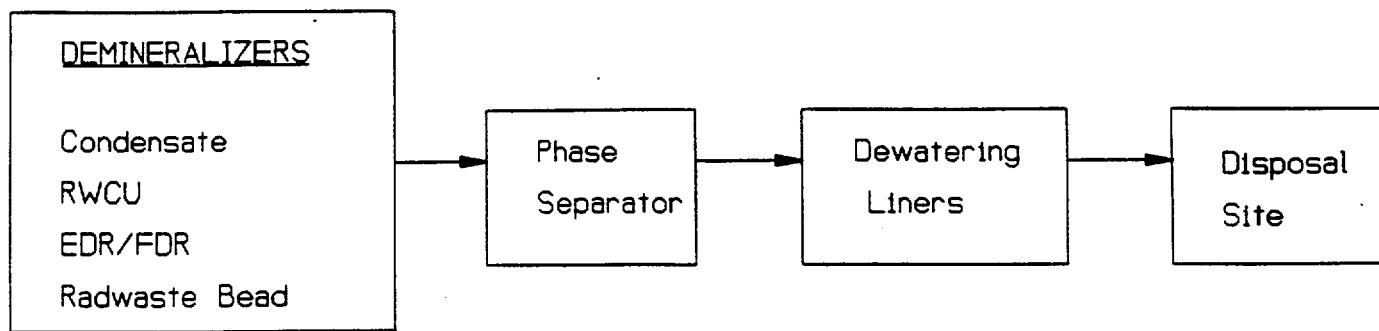 DEMINERALIZERS
Condensate
RWCU
EDR/FDR
Radwaste Bead
Phase
Separator
Dewatering
Liners
Disposal
Site